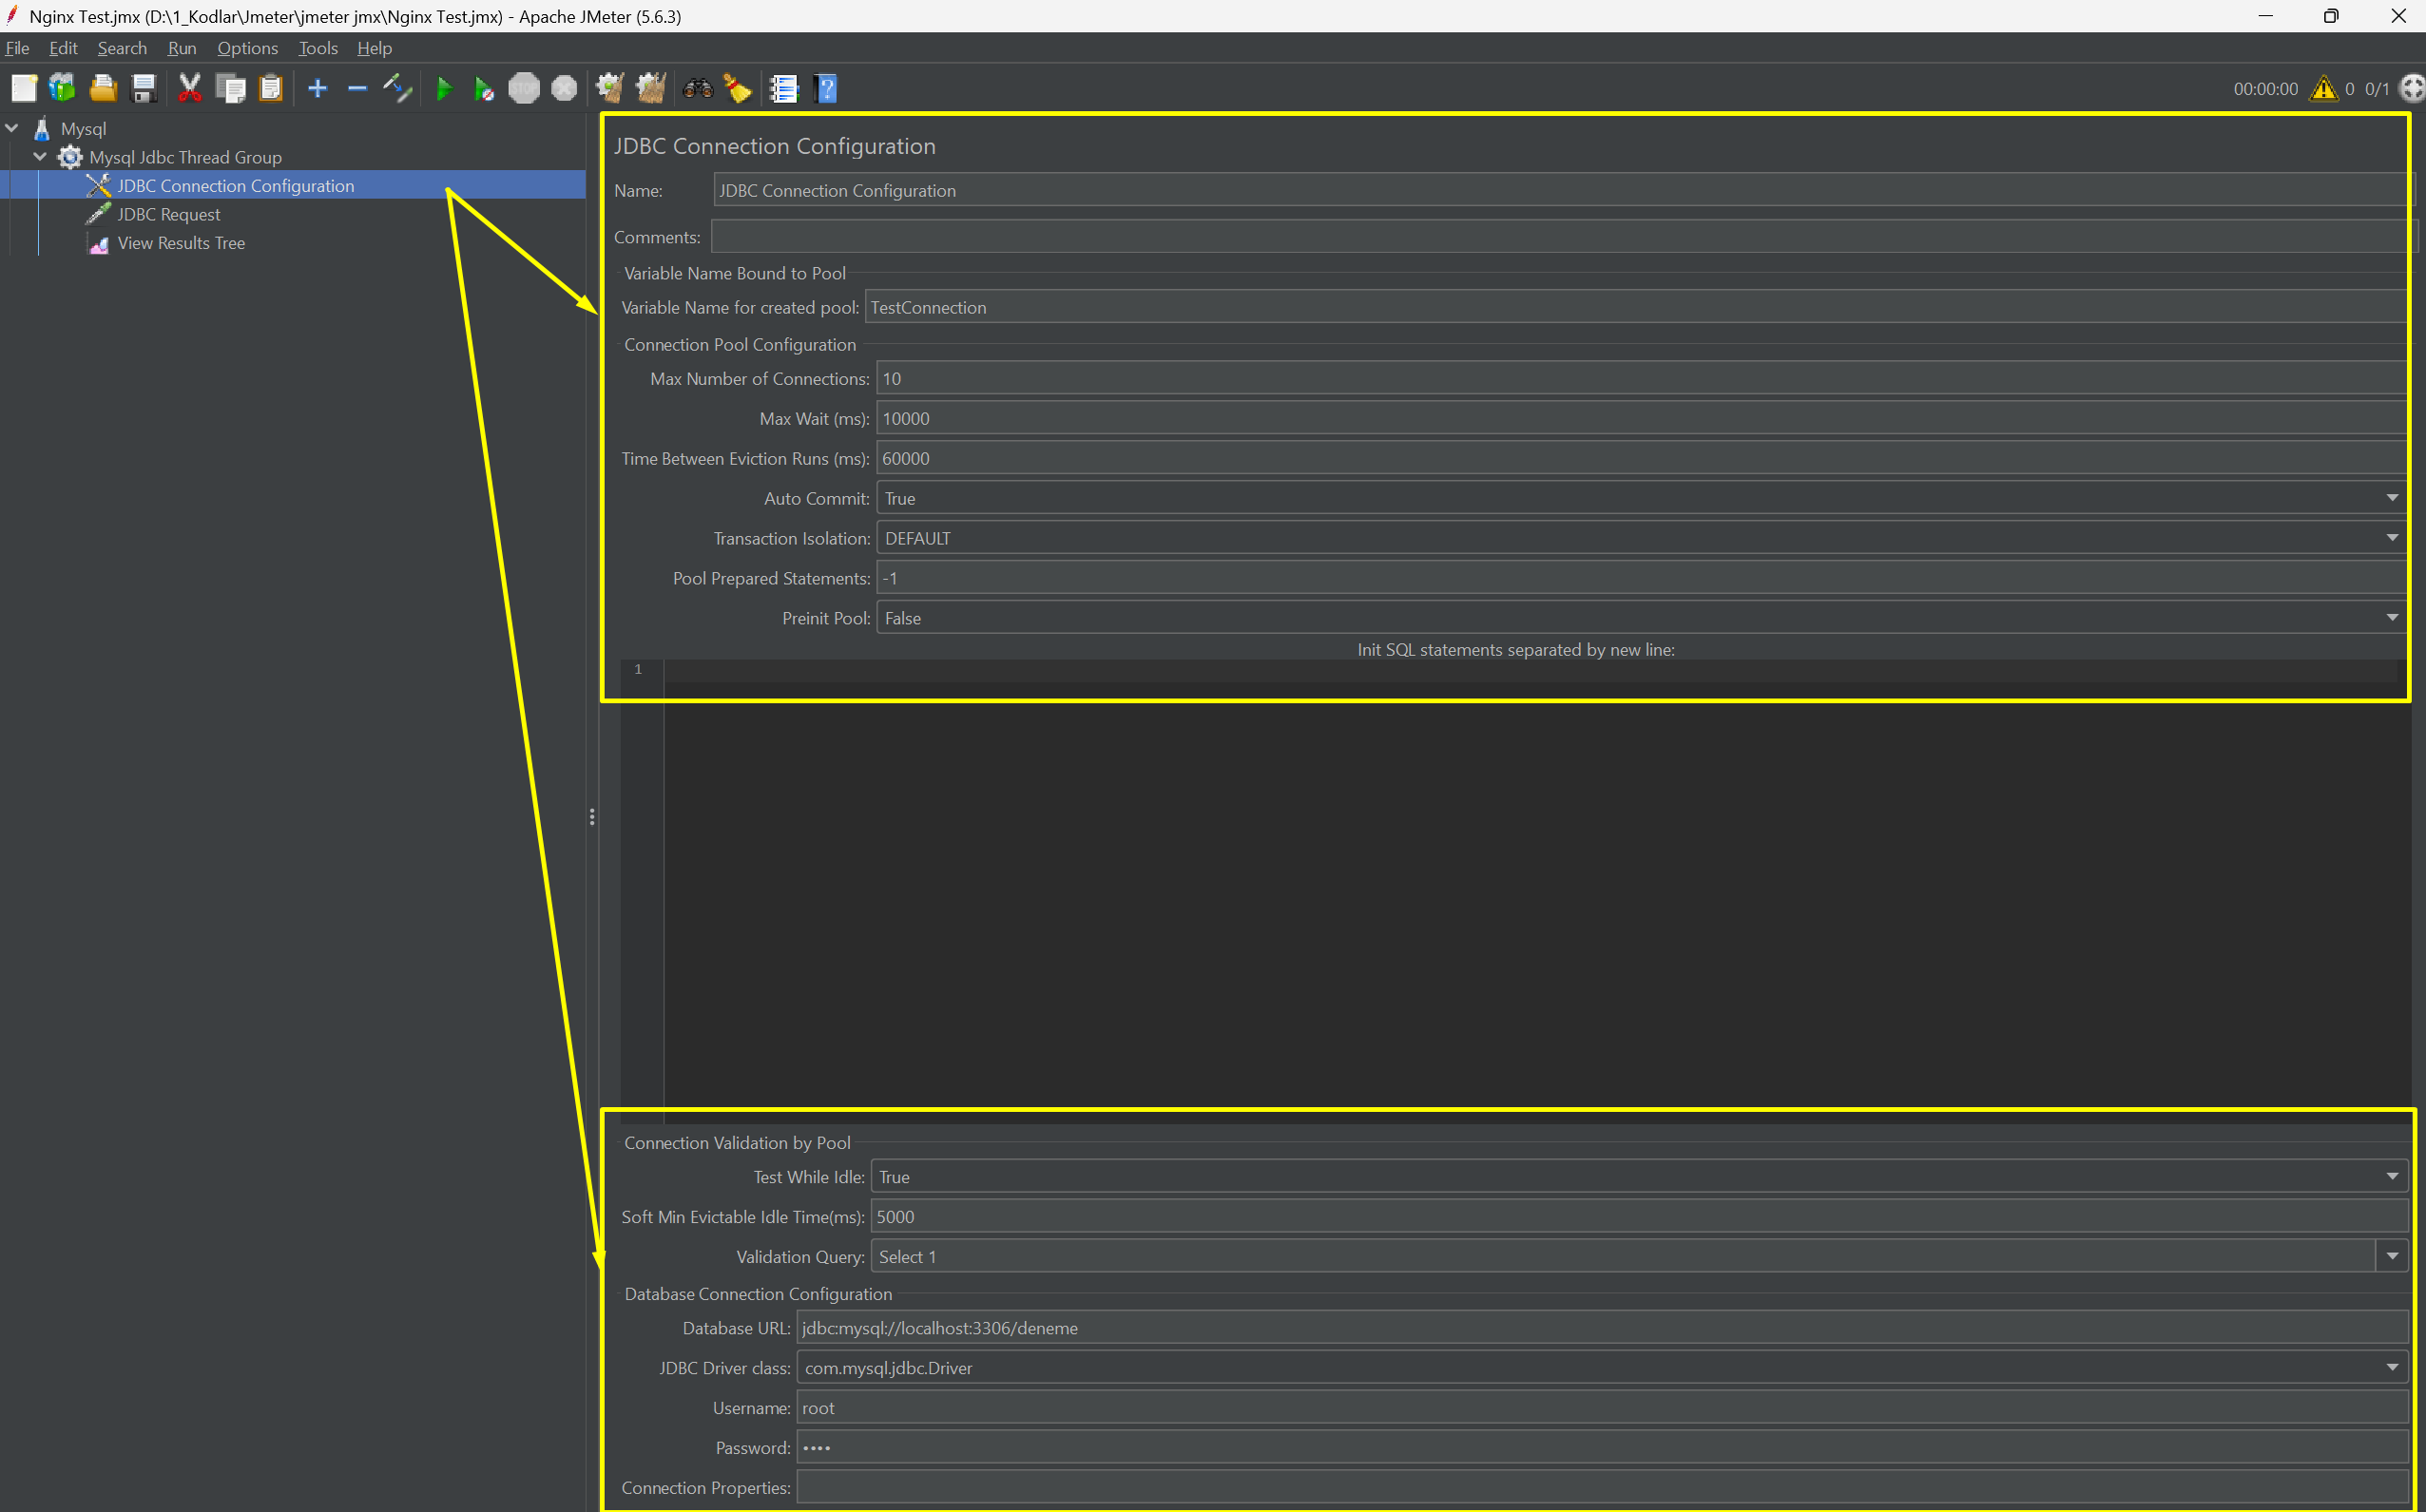 Nginx Test.jmx (D:\1_Kodlar\Jmeter\jmeter jmx\Nginx Test.jmx) - Apache JMeter (5.6.3)
File Edit Search Run Options Tools Help
STOP
00:00:00 0 0/1
Mysql
Mysql Jdbc Thread Group
JDBC Connection Configuration
JDBC Request
View Results Tree
JDBC Connection Configuration
Name: JDBC Connection Configuration
Comments:
Variable Name Bound to Pool
Variable Name for created pool: TestConnection
Connection Pool Configuration
Max Number of Connections: 10
Max Wait (ms): 10000
Time Between Eviction Runs (ms): 60000
Auto Commit: True
Transaction Isolation: DEFAULT
Pool Prepared Statements: -1
Preinit Pool: False
Init SQL statements separated by new line:
1
Connection Validation by Pool
Test While Idle: True
Soft Min Evictable Idle Time(ms): 5000
Validation Query: Select 1
Database Connection Configuration
Database URL: jdbc:mysql://localhost:3306/deneme
JDBC Driver class: com.mysql.jdbc.Driver
Username: root
Password: ••••
Connection Properties: